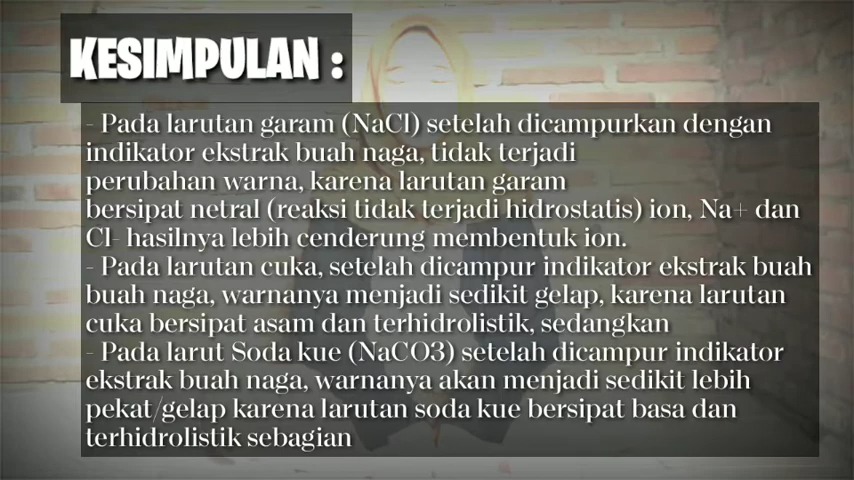 KESIMPULAN :
- Pada larutan garam (NaCl) setelah dicampurkan dengan
indikator ekstrak buah naga, tidak terjadi
perubahan warna, karena larutan garam
bersipat netral (reaksi tidak terjadi hidrostatis) ion, Na+ dan
Cl- hasilnya lebih cenderung membentuk ion.
- Pada larutan cuka, setelah dicampur indikator ekstrak buah
buah naga, warnanya menjadi sedikit gelap, karena larutan
cuka bersipat asam dan terhidrolistik, sedangkan
- Pada larut Soda kue (NaCO3) setelah dicampur indikator
ekstrak buah naga, warnanya akan menjadi sedikit lebih
pekat/gelap karena larutan soda kue bersipat basa dan
terhidrolistik sebagian